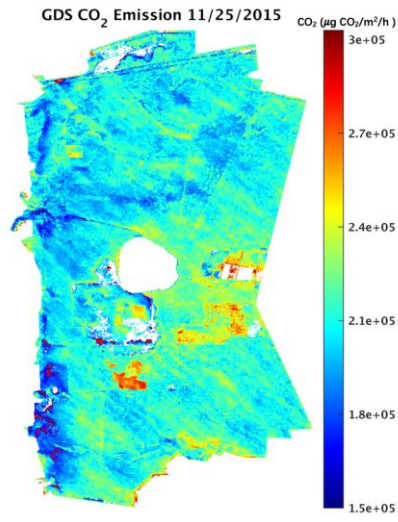 GDS CO₂ Emission 11/25/2015
CO₂ (µg CO₂/m²/h )
3e+05
2.7e+05
2.4e+05
2.1e+05
1.8e+05
1.5e+05